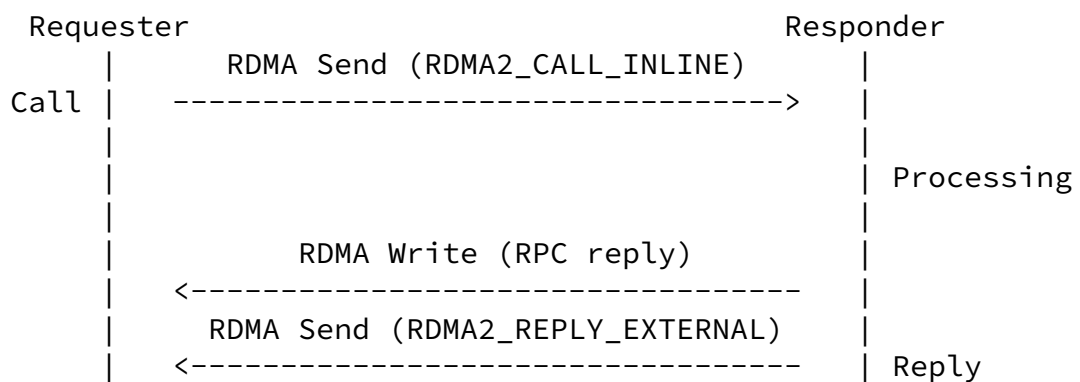 Requester Responder
RDMA Send (RDMA2_CALL_INLINE)
Call
Processing
RDMA Write (RPC reply)
RDMA Send (RDMA2_REPLY_EXTERNAL)
Reply